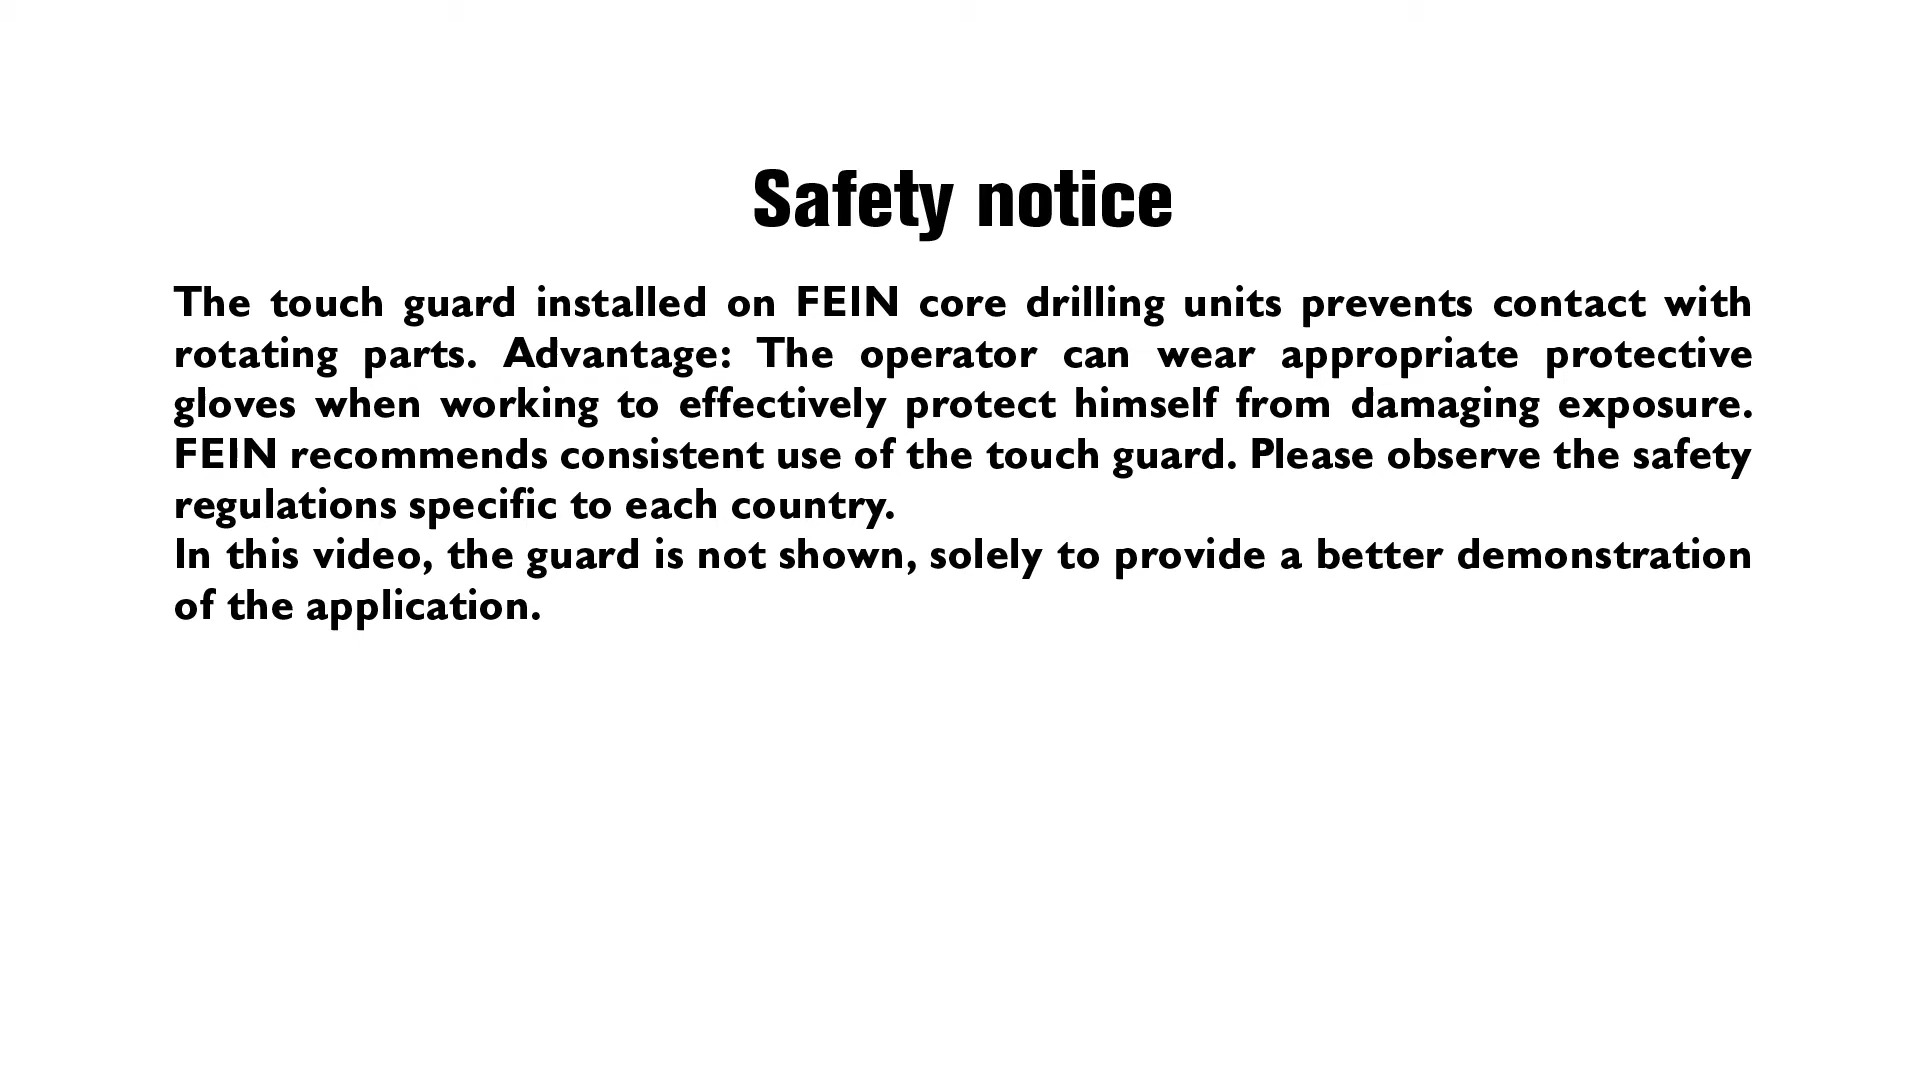 Safety notice
The touch guard installed on FEIN core drilling units prevents contact with
rotating parts. Advantage: The operator can wear appropriate protective
gloves when working to effectively protect himself from damaging exposure.
FEIN recommends consistent use of the touch guard. Please observe the safety
regulations specific to each country.
In this video, the guard is not shown, solely to provide a better demonstration
of the application.